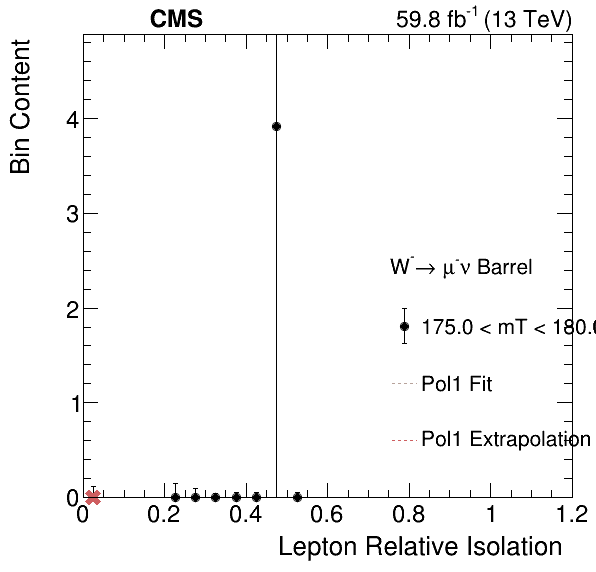 CMS
59.8 fb⁻¹ (13 TeV)
Bin Content
4
3
2
1
0
W⁻→ μ⁻ν Barrel
175.0 < mT < 180.
Pol1 Fit
Pol1 Extrapolation
0 0.2 0.4 0.6 0.8 1 1.2
Lepton Relative Isolation